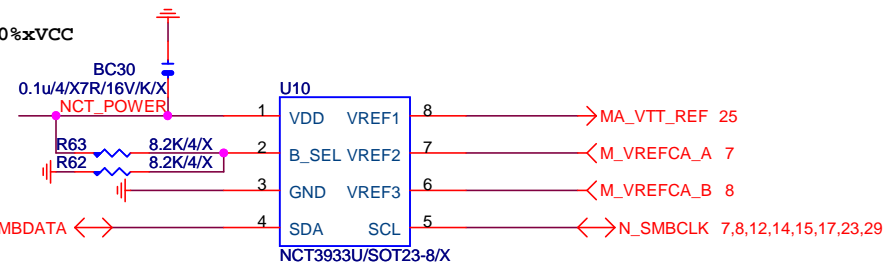 0%xVCC
BC30
0.1u/4/X7R/16V/K/X
NCT_POWER
U10
1 VDD VREF1 8 MA_VTT_REF 25
R63 8.2K/4/X
2 B_SEL VREF2 7 M_VREFCA_A 7
R62 8.2K/4/X
3 GND VREF3 6 M_VREFCA_B 8
MBDATA 4 SDA SCL 5 N_SMBCLK 7,8,12,14,15,17,23,29
NCT3933U/SOT23-8/X